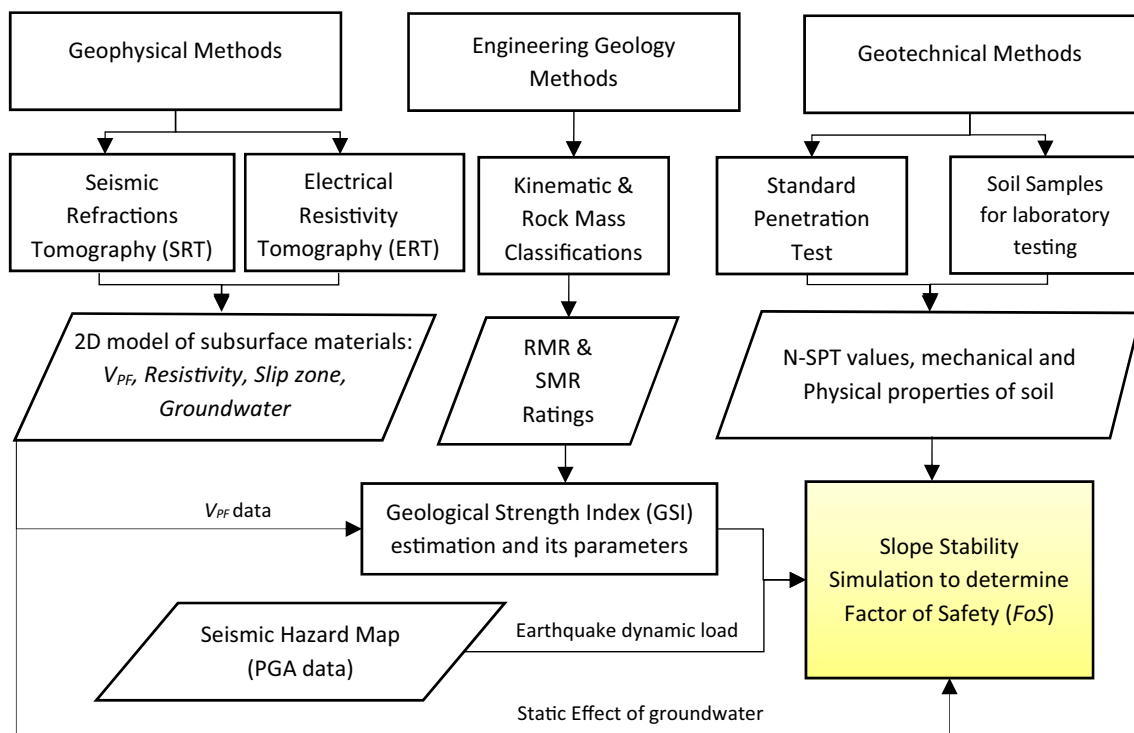 Geophysical Methods
Engineering Geology
Methods
Geotechnical Methods
Seismic
Refractions
Tomography (SRT)
Electrical
Resistivity
Tomography (ERT)
Kinematic &
Rock Mass
Classifications
Standard
Penetration
Test
Soil Samples
for laboratory
testing
2D model of subsurface materials:
VPF, Resistivity, Slip zone,
Groundwater
RMR &
SMR
Ratings
N-SPT values, mechanical and
Physical properties of soil
VPF data
Geological Strength Index (GSI)
estimation and its parameters
Slope Stability
Simulation to determine
Factor of Safety (FoS)
Seismic Hazard Map
(PGA data)
Earthquake dynamic load
Static Effect of groundwater